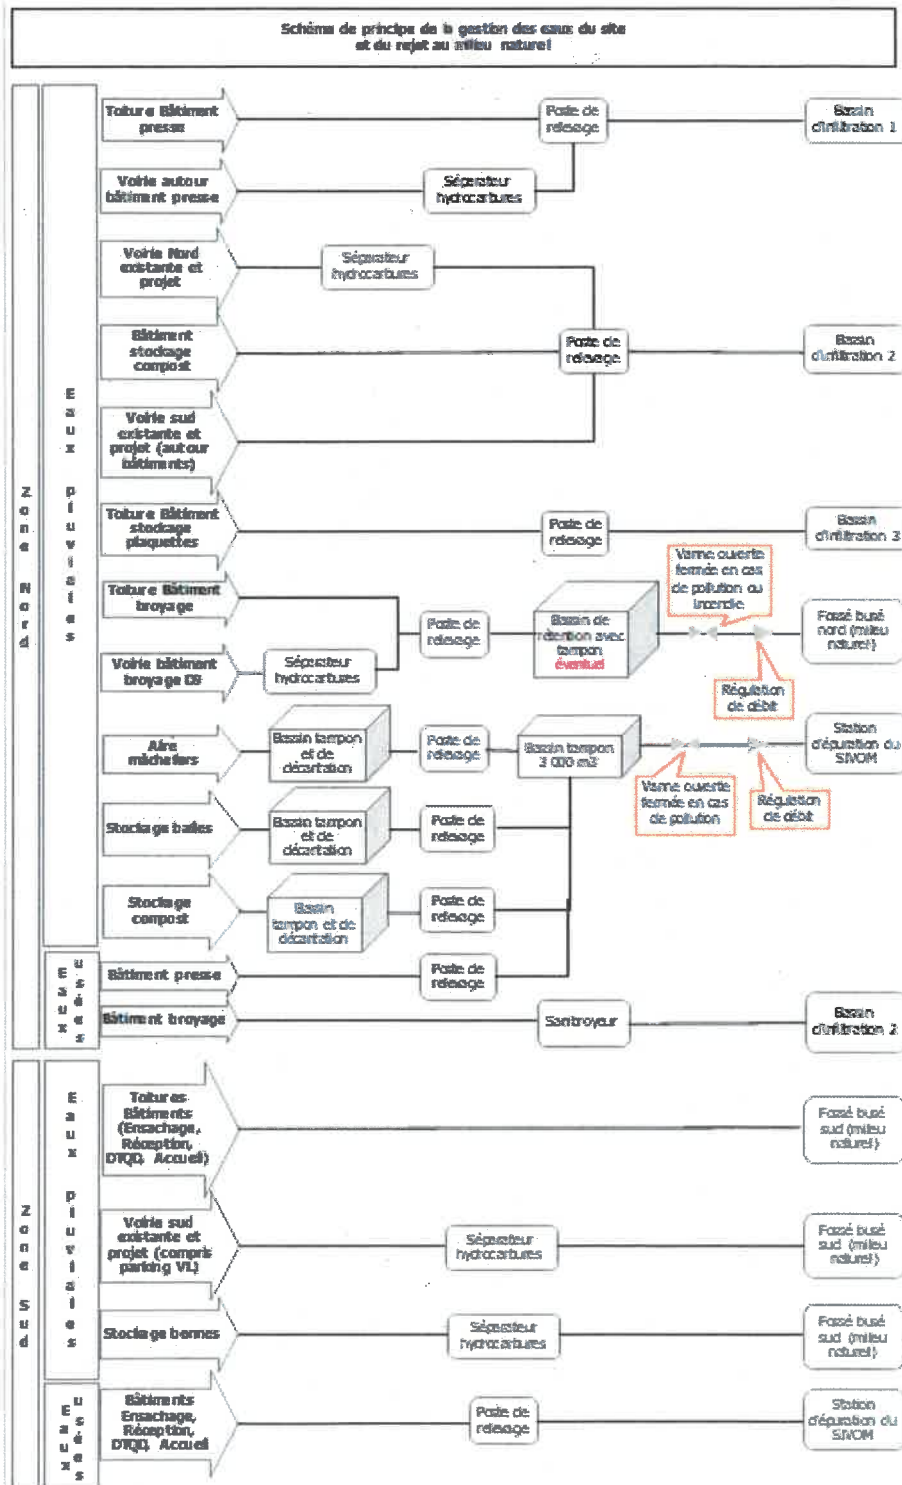 Schéma de principe de la gestion des eaux du site
et du rejet au milieu naturel
Zone Nord
Eaux pluviales
Toiture Bâtiment
presse
Poste de
relevage
Bassin
d'infiltration 1
Voirie autour
bâtiment presse
Séparateur
hydrocarbures
Voirie Nord
existante et
projet
Séparateur
hydrocarbures
Bâtiment
stockage
compost
Poste de
relevage
Bassin
d'infiltration 2
Voirie sud
existante et
projet (autour
bâtiments)
Toiture Bâtiment
stockage
plaquettes
Poste de
relevage
Bassin
d'infiltration 3
Vanne ouverte
fermée en cas
de pollution ou
incendie
Toiture Bâtiment
broyage
Poste de
relevage
Bassin de
rétention avec
tampon
éventuel
Fossé busé
nord (milieu
naturel)
Voirie bâtiment
broyage DB
Séparateur
hydrocarbures
Régulation
de débit
Aire
mâchefers
Bassin tampon
et de
décantation
Poste de
relevage
Bassin tampon
3 000 m3
Station
d'épuration du
SIVOM
Vanne ouverte
fermée en cas
de pollution
Régulation
de débit
Stockage balles
Bassin tampon
et de
décantation
Poste de
relevage
Stockage
compost
Bassin
tampon et de
décantation
Poste de
relevage
Eaux usées
Bâtiment presse
Poste de
relevage
Bâtiment broyage
Sanibroyeur
Bassin
d'infiltration 2
Zone Sud
Eaux pluviales
Toitures
Bâtiments
(Ensachage,
Réception,
DTQD, Accueil)
Fossé busé
sud (milieu
naturel)
Voirie sud
existante et
projet (compris
parking VL)
Séparateur
hydrocarbures
Fossé busé
sud (milieu
naturel)
Stockage bennes
Séparateur
hydrocarbures
Fossé busé
sud (milieu
naturel)
Eaux usées
Bâtiments
Ensachage,
Réception,
DTQD, Accueil
Poste de
relevage
Station
d'épuration du
SIVOM